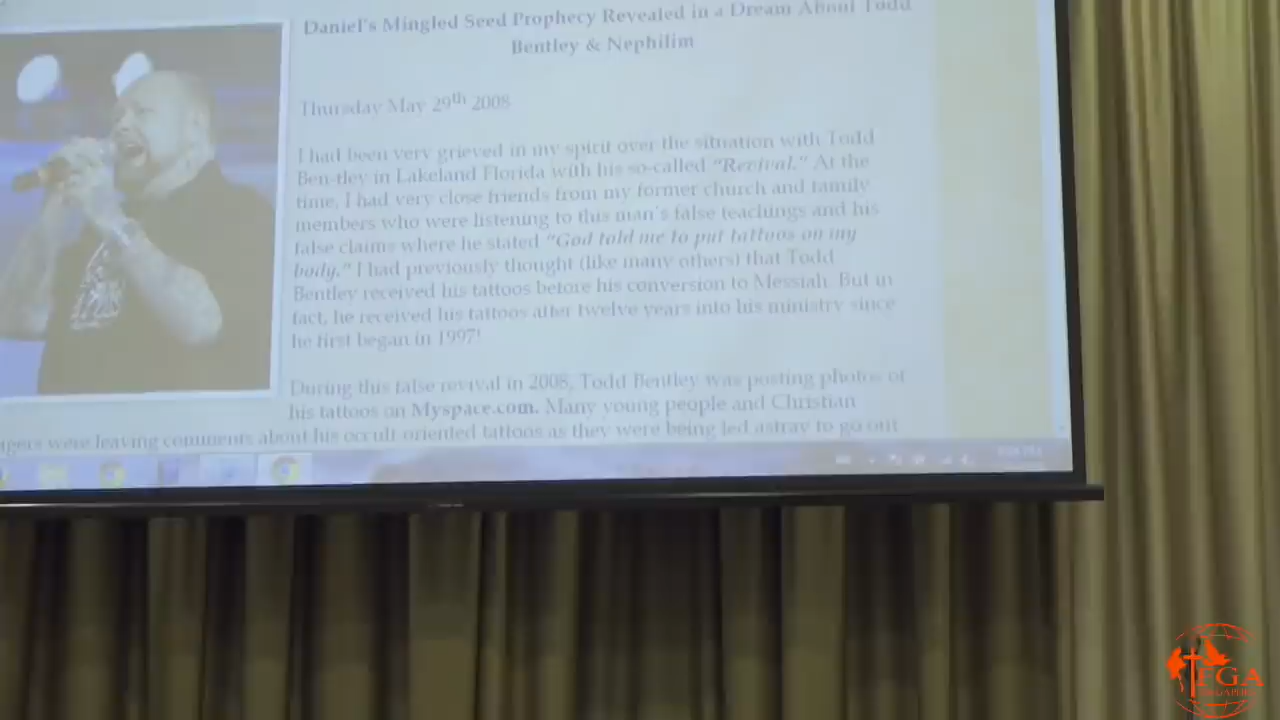 Daniel's Mingled Seed Prophecy Revealed in a Dream About Todd
Bentley & Nephilim
Thursday May 29th 2008
I had been very grieved in my spirit over the situation with Todd
Ben-tley in Lakeland Florida with his so-called "Revival." At the
time, I had very close friends from my former church and family
members who were listening to this man's false teachings and his
false claims where he stated "God told me to put tattoos on my
body." I had previously thought (like many others) that Todd
Bentley received his tattoos before his conversion to Messiah. But in
fact, he received his tattoos after twelve years into his ministry since
he first began in 1997!
During this false revival in 2008, Todd Bentley was posting photos of
his tattoos on Myspace.com. Many young people and Christian
were leaving comments about his occult-oriented tattoos as they were being led astray to go out
FGA